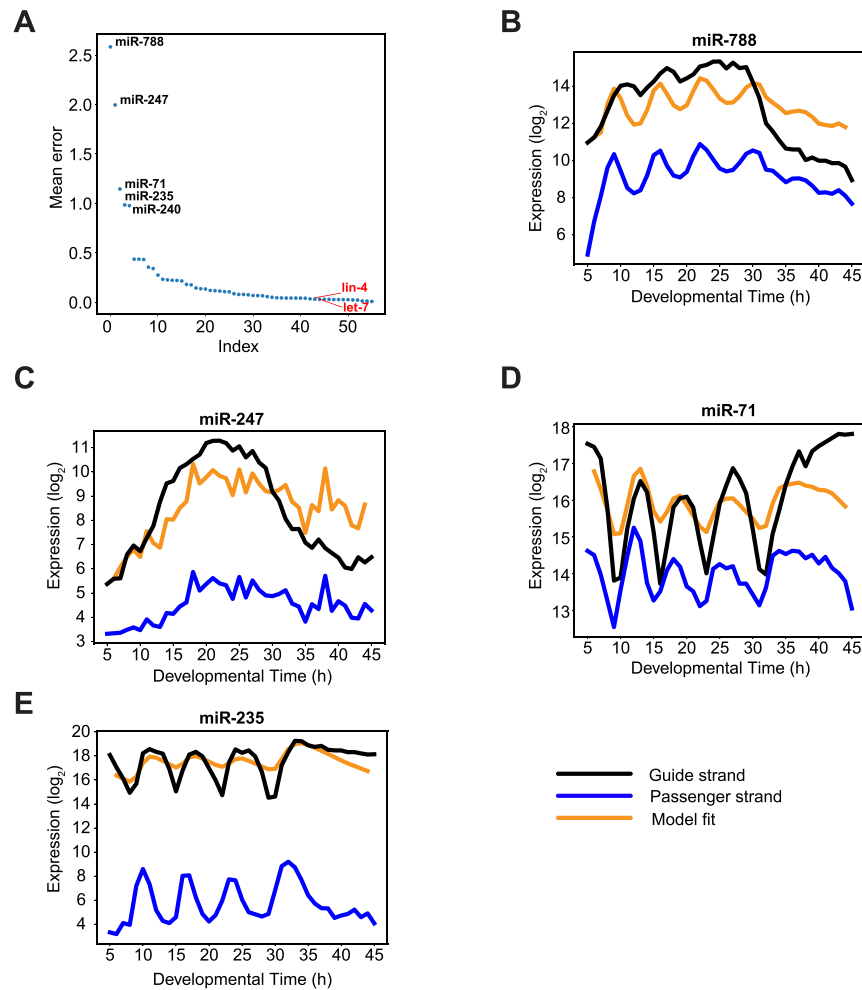 A
miR-788
miR-247
miR-71
miR-235
miR-240
lin-4
let-7
Mean error
2.5
2.0
1.5
1.0
0.5
0.0
0 10 20 30 40 50
Index
B
miR-788
Expression (log2)
14
12
10
8
6
5 10 15 20 25 30 35 40 45
Developmental Time (h)
C
miR-247
Expression (log2)
11
10
9
8
7
6
5
4
3
5 10 15 20 25 30 35 40 45
Developmental Time (h)
D
miR-71
Expression (log2)
18
17
16
15
14
13
5 10 15 20 25 30 35 40 45
Developmental Time (h)
E
miR-235
Expression (log2)
20
18
16
14
12
10
8
6
4
5 10 15 20 25 30 35 40 45
Developmental Time (h)
Guide strand
Passenger strand
Model fit